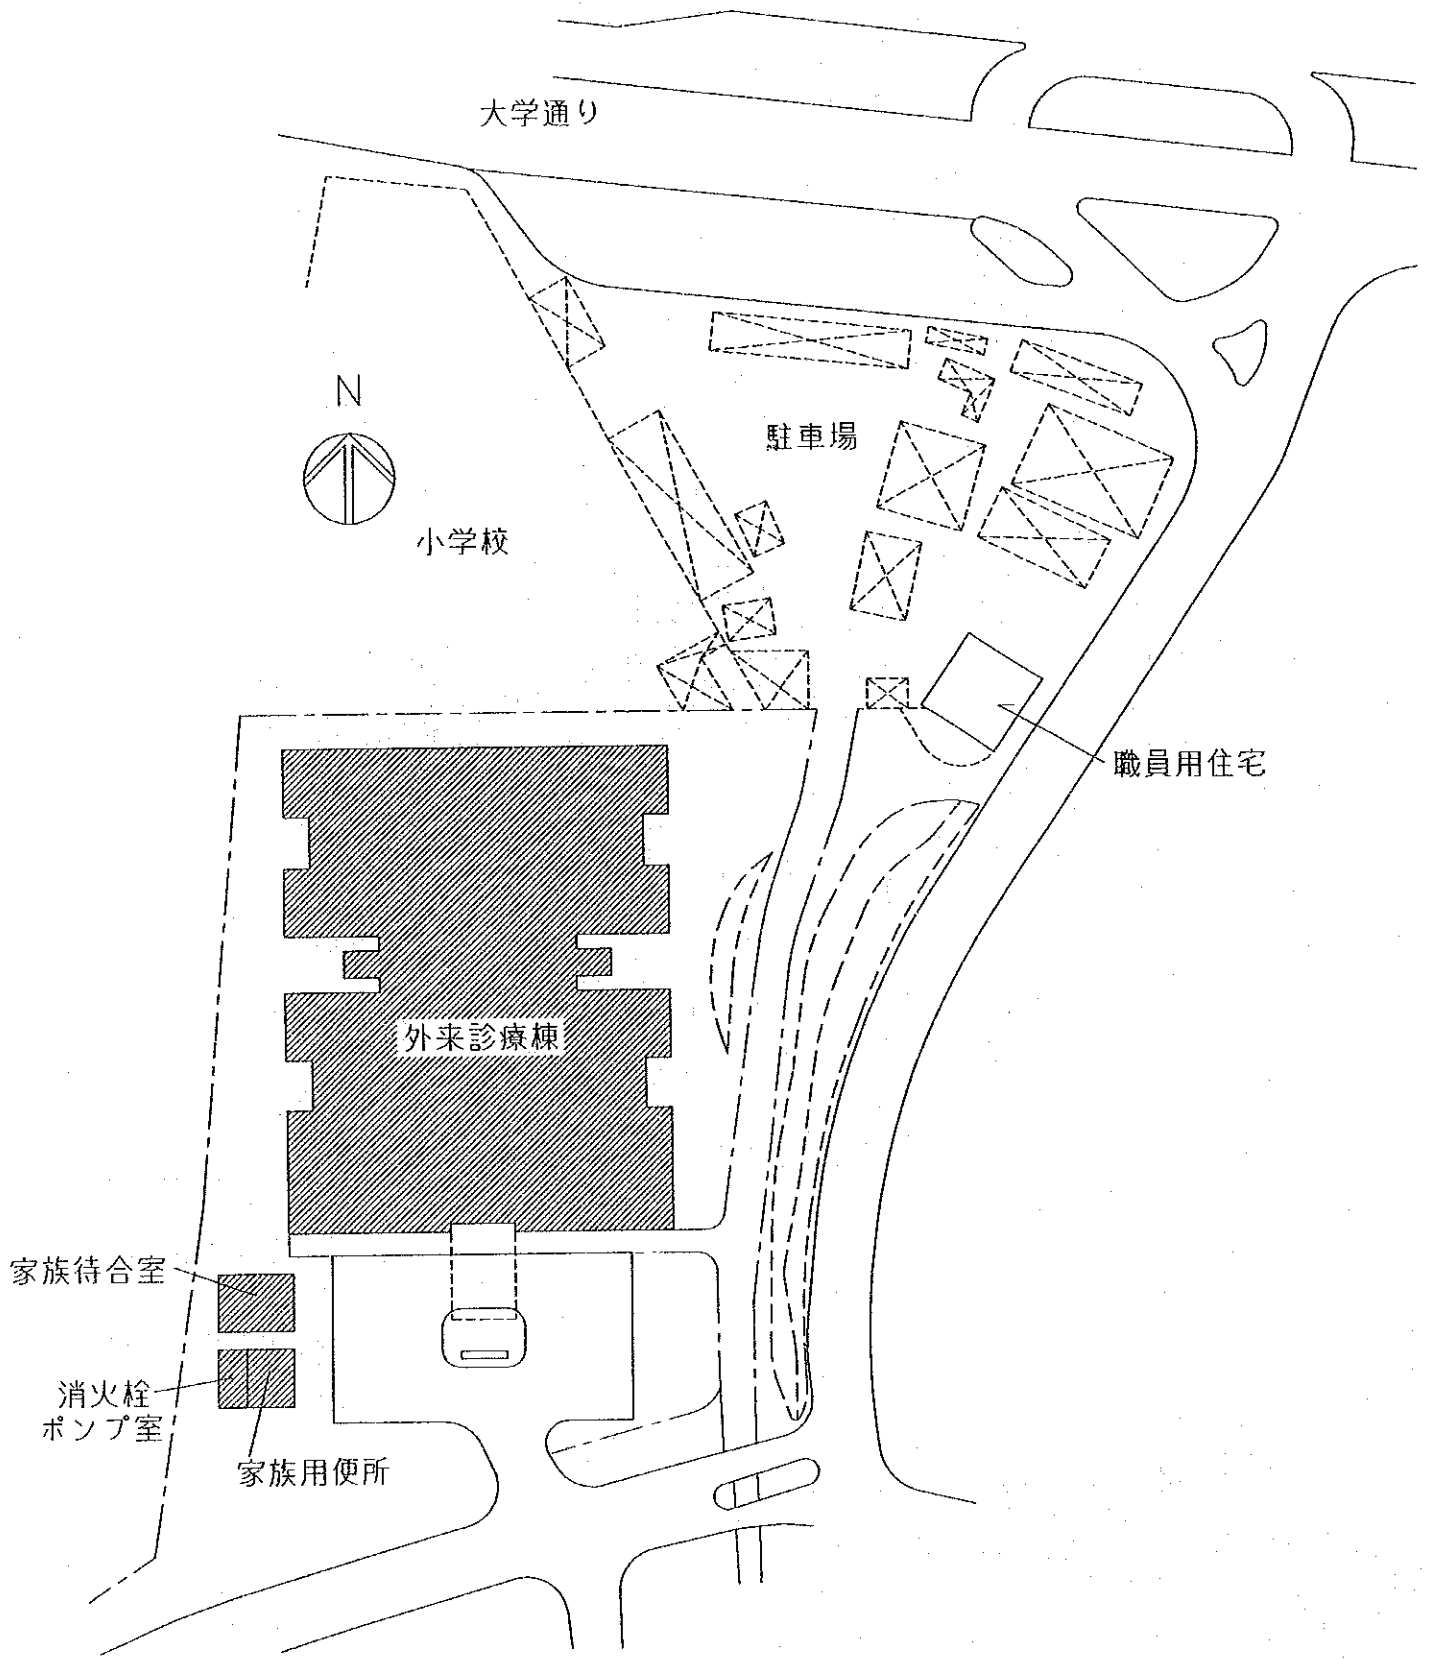 大学通り
N
駐車場
小学校
職員用住宅
外来診療棟
家族待合室
消火栓
ポンプ室
家族用便所